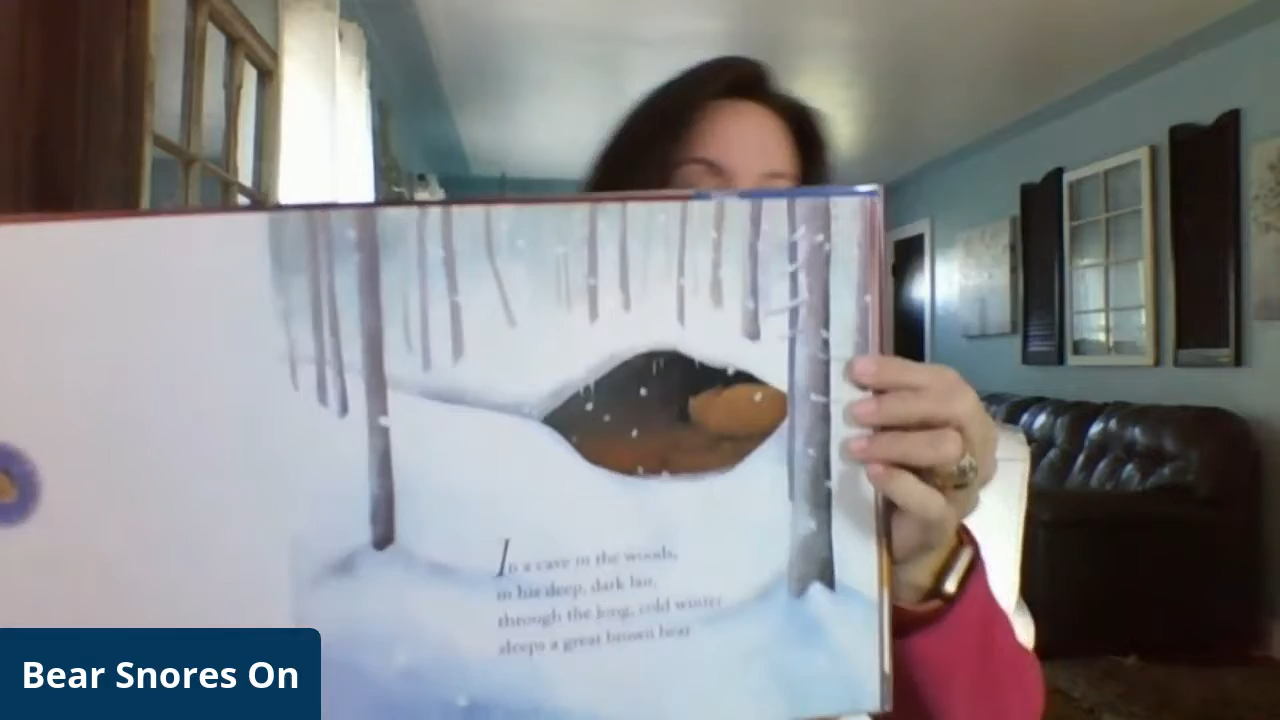 In a cave in the woods,
in his deep, dark lair,
through the long, cold winter
sleeps a great brown bear
Bear Snores On